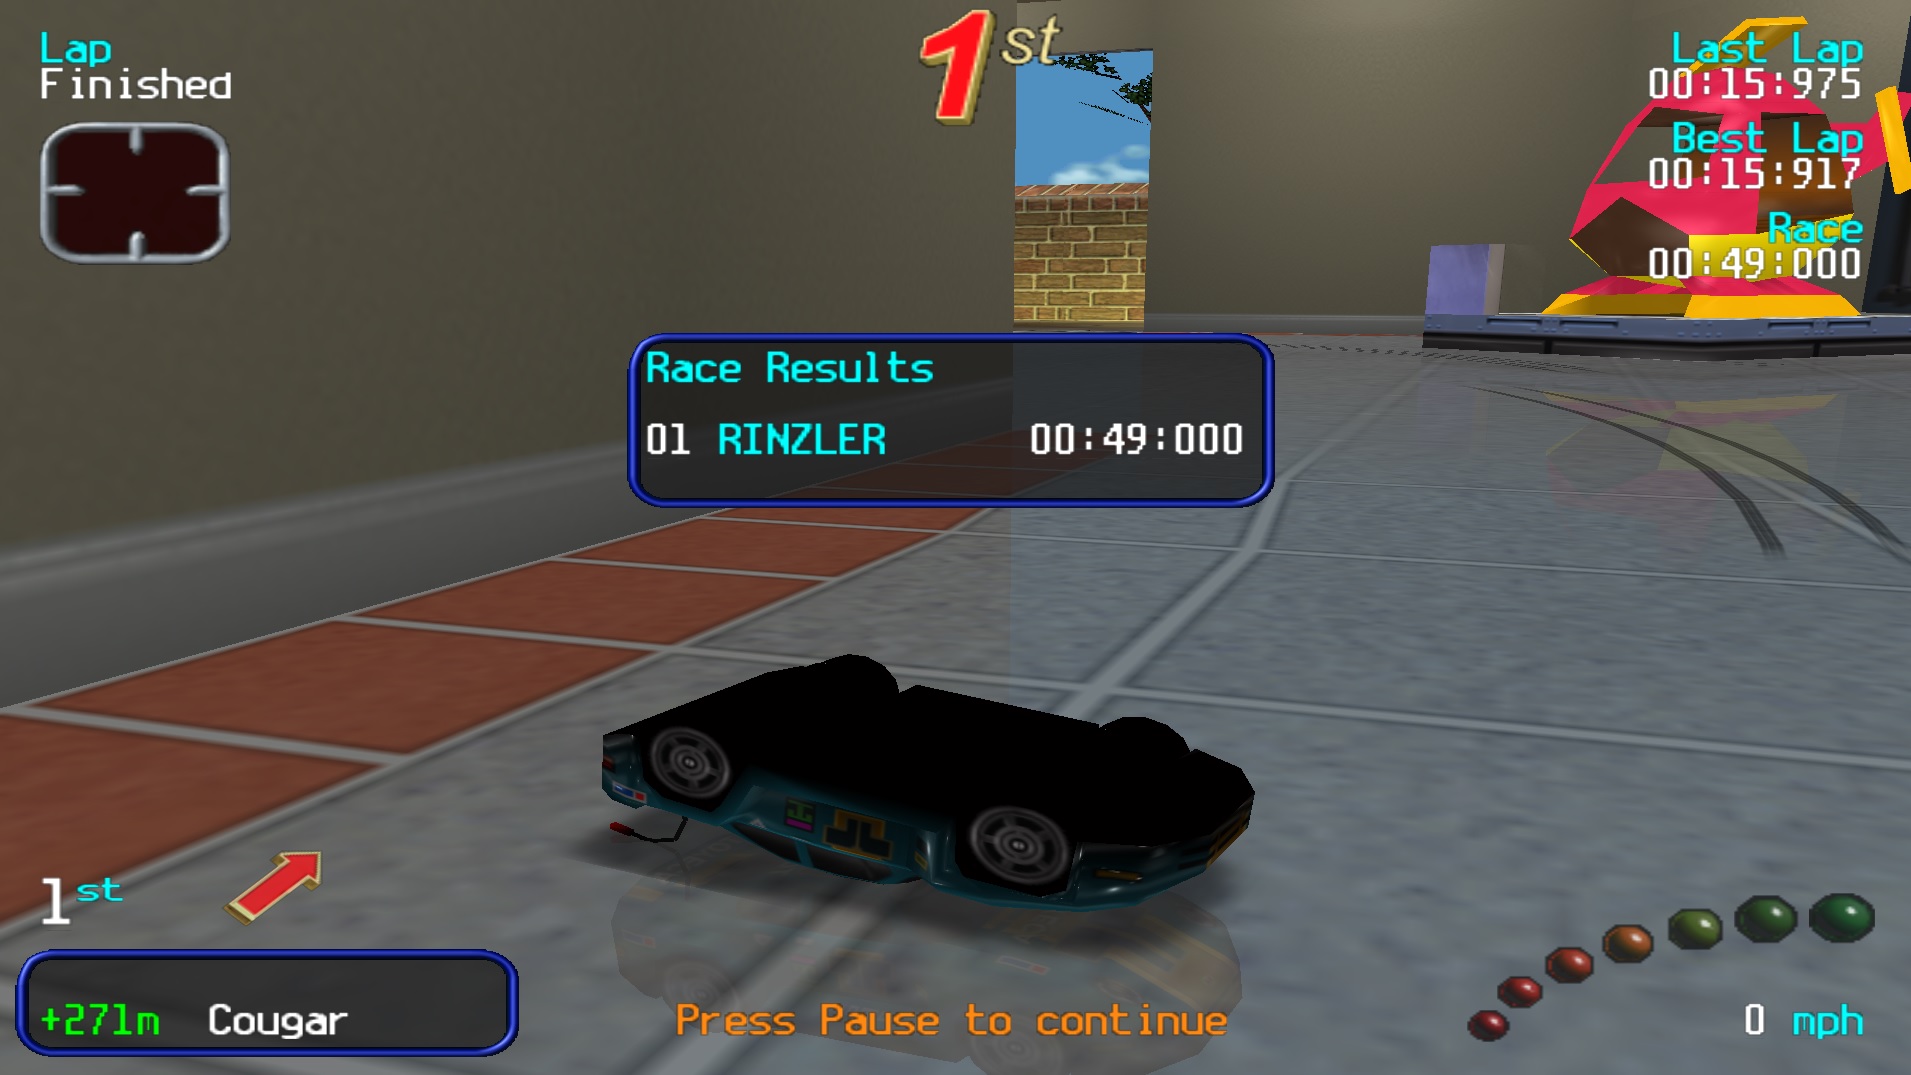 Lap
Finished
1st
Last Lap
00:15:975
Best Lap
00:15:917
Race
00:49:000
Race Results
01 RINZLER 00:49:000
1st
+271m Cougar
Press Pause to continue
0 mph